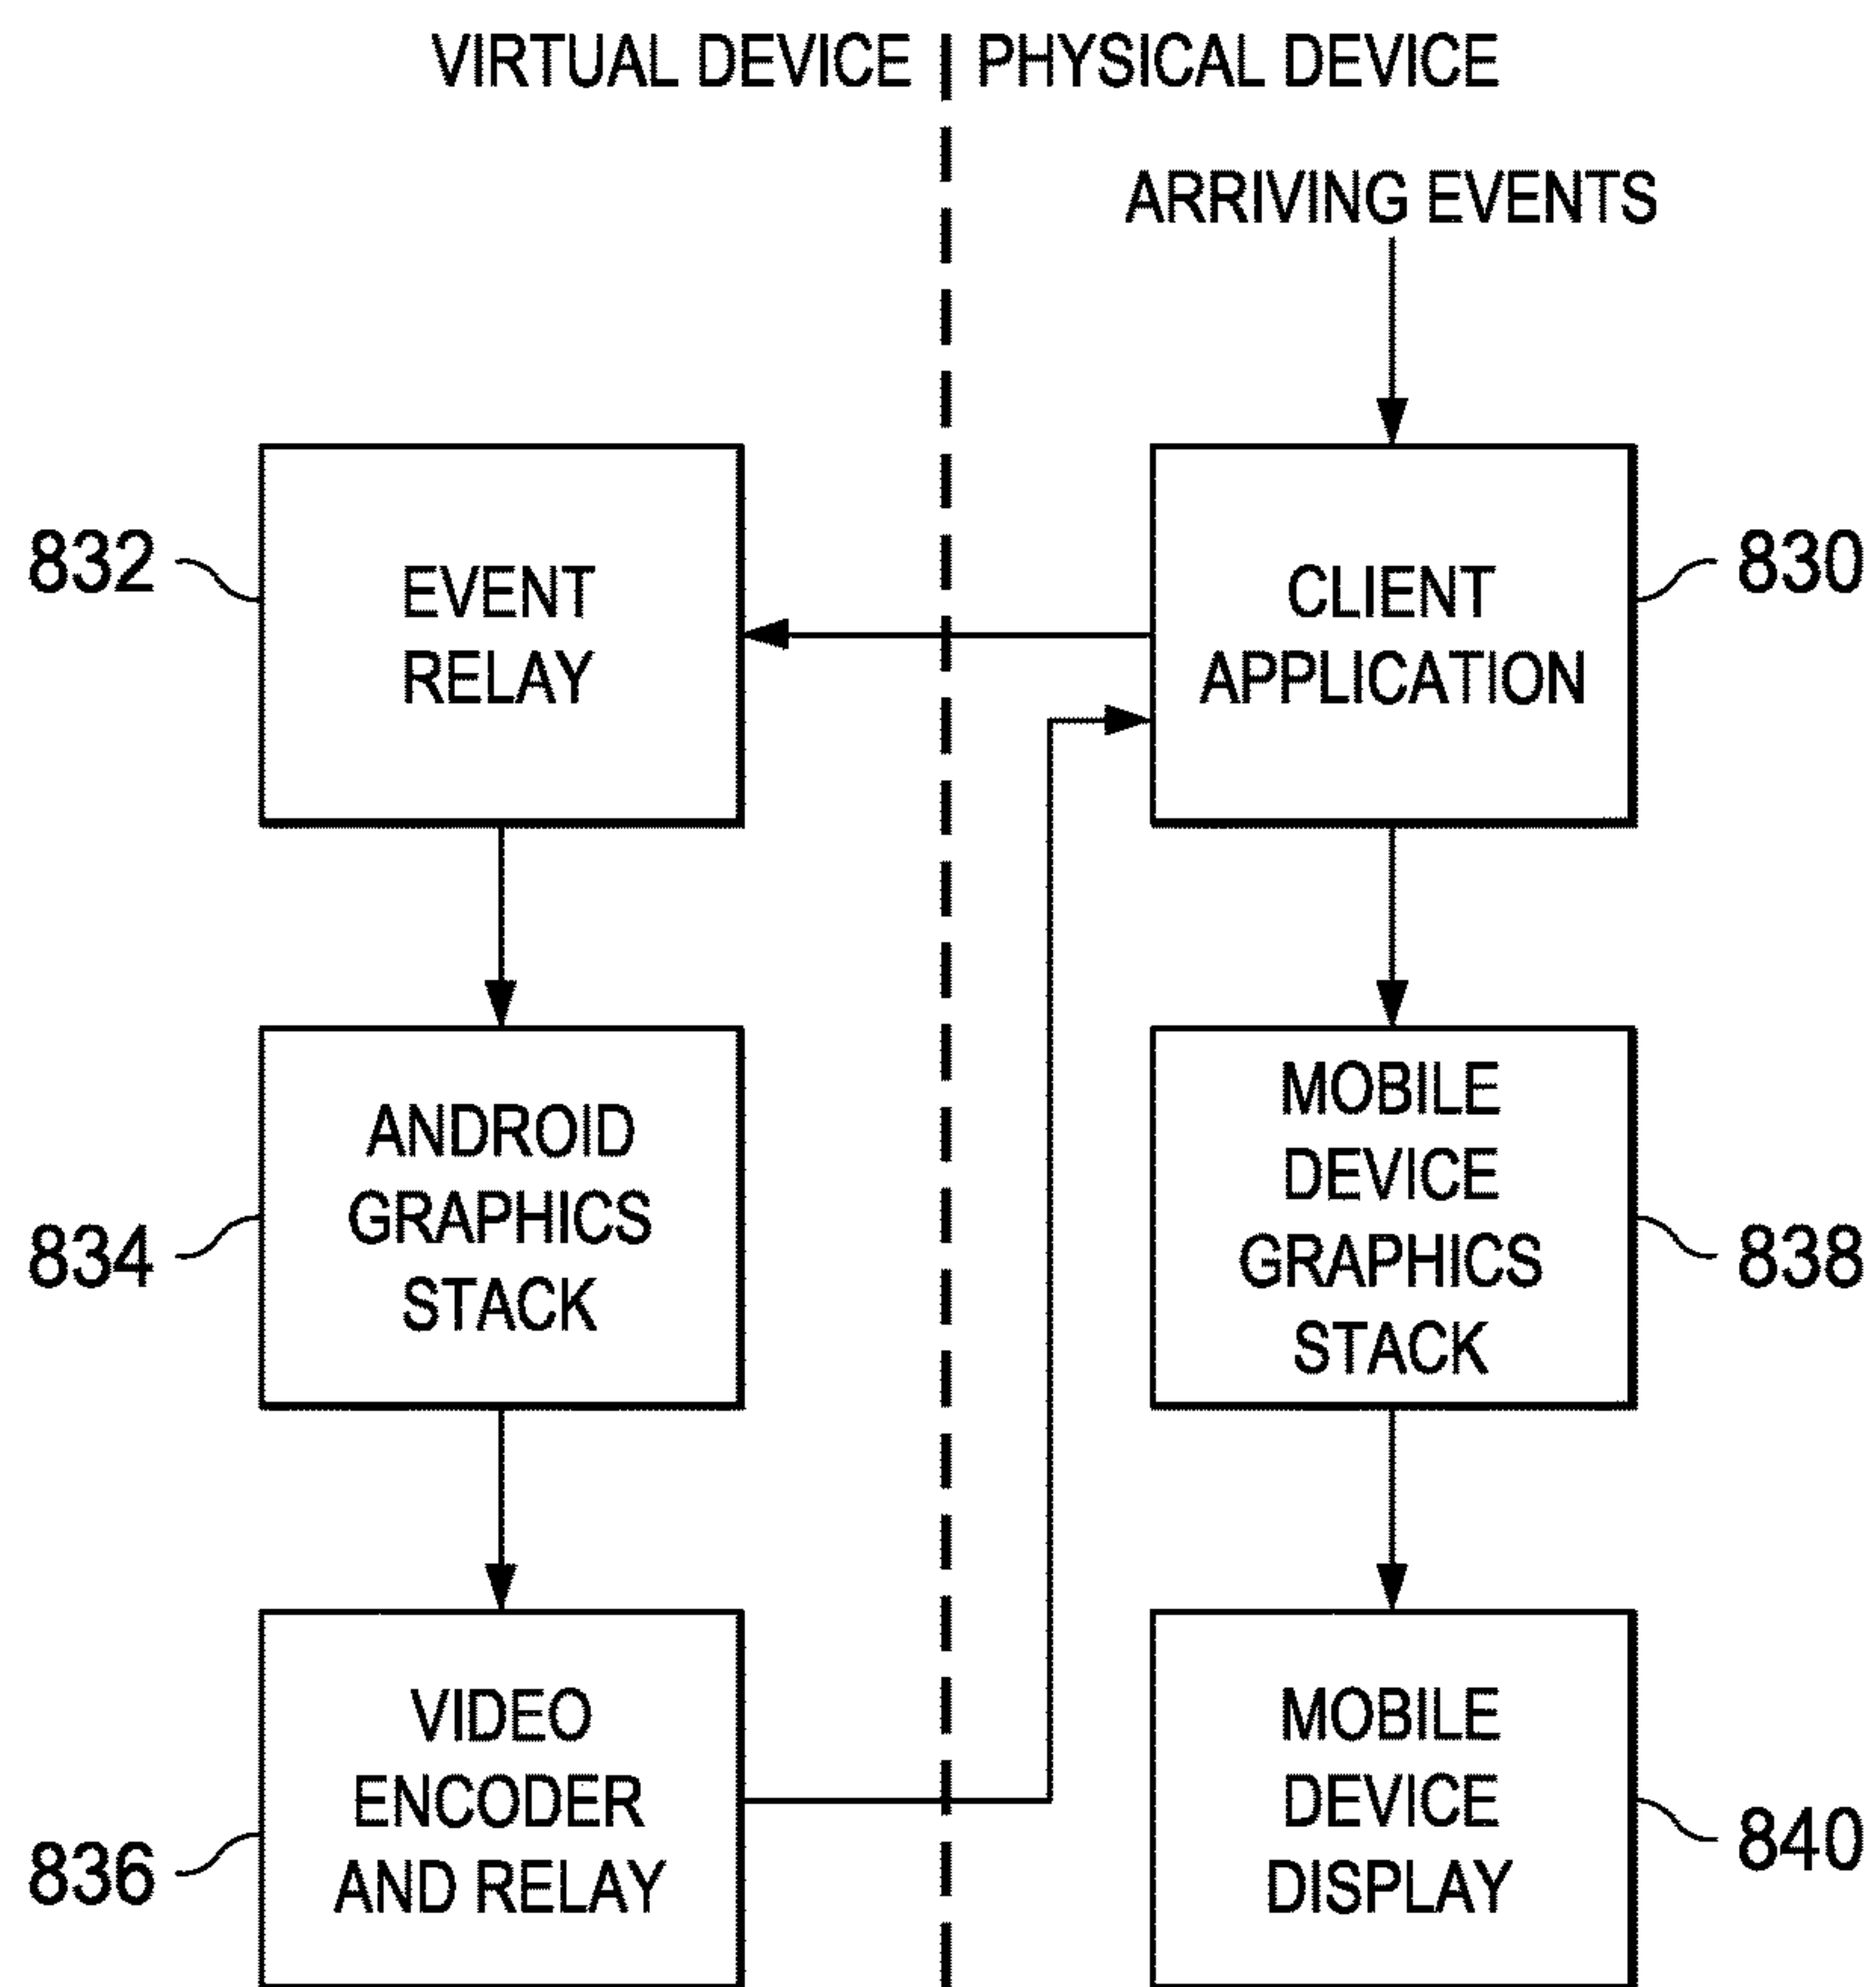 VIRTUAL DEVICE PHYSICAL DEVICE
ARRIVING EVENTS
832
EVENT
RELAY
CLIENT
APPLICATION
830
834
ANDROID
GRAPHICS
STACK
MOBILE
DEVICE
GRAPHICS
STACK
838
836
VIDEO
ENCODER
AND RELAY
MOBILE
DEVICE
DISPLAY
840